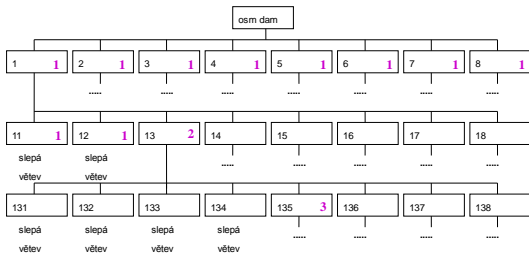 osm dam
1 1 2 1 3 1 4 1 5 1 6 1 7 1 8 1
..... ..... ..... ..... ..... ..... .....
11 1 12 1 13 2 14 15 16 17 18
slepá slepá ..... ..... ..... ..... .....
větev větev
131 132 133 134 135 3 136 137 138
slepá slepá slepá slepá ..... ..... ..... .....
větev větev větev větev